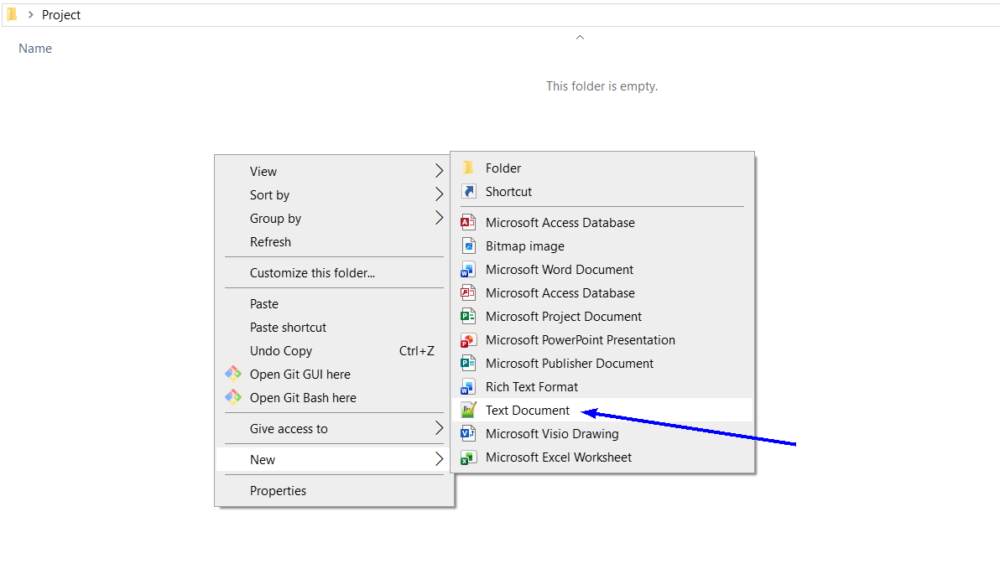 Project
Name
This folder is empty.
View
Sort by
Group by
Refresh
Customize this folder...
Paste
Paste shortcut
Undo Copy Ctrl+Z
Open Git GUI here
Open Git Bash here
Give access to
New
Properties
Folder
Shortcut
Microsoft Access Database
Bitmap image
Microsoft Word Document
Microsoft Access Database
Microsoft Project Document
Microsoft PowerPoint Presentation
Microsoft Publisher Document
Rich Text Format
Text Document
Microsoft Visio Drawing
Microsoft Excel Worksheet